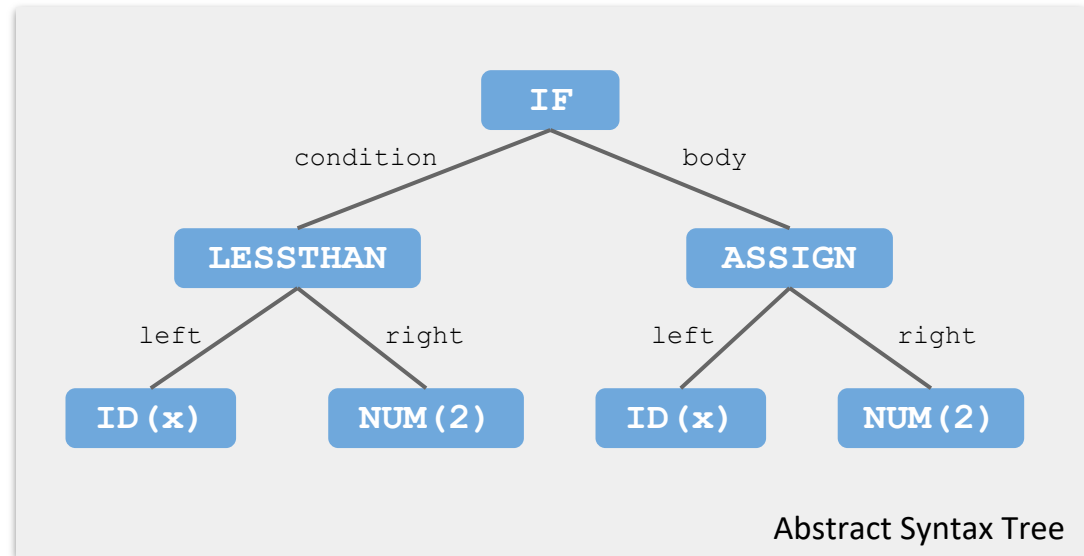 IF
condition
body
LESSTHAN
ASSIGN
left
right
left
right
ID(x)
NUM(2)
ID(x)
NUM(2)
Abstract Syntax Tree